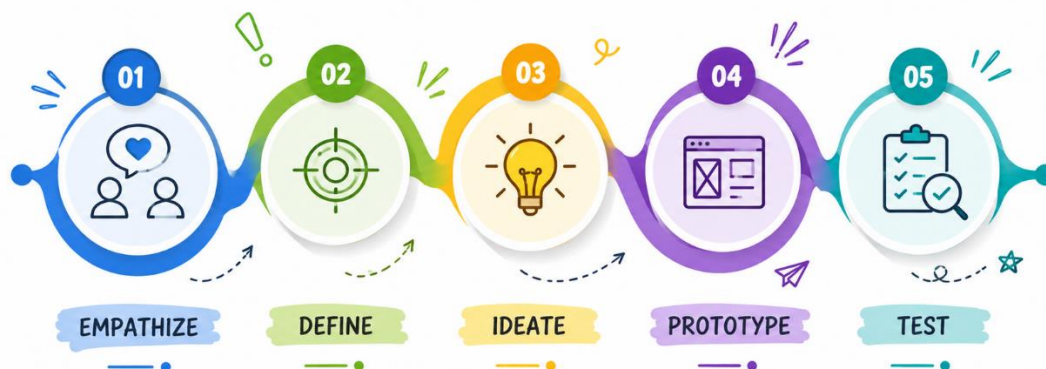 01
02
03
04
05
EMPATHIZE
DEFINE
IDEATE
PROTOTYPE
TEST